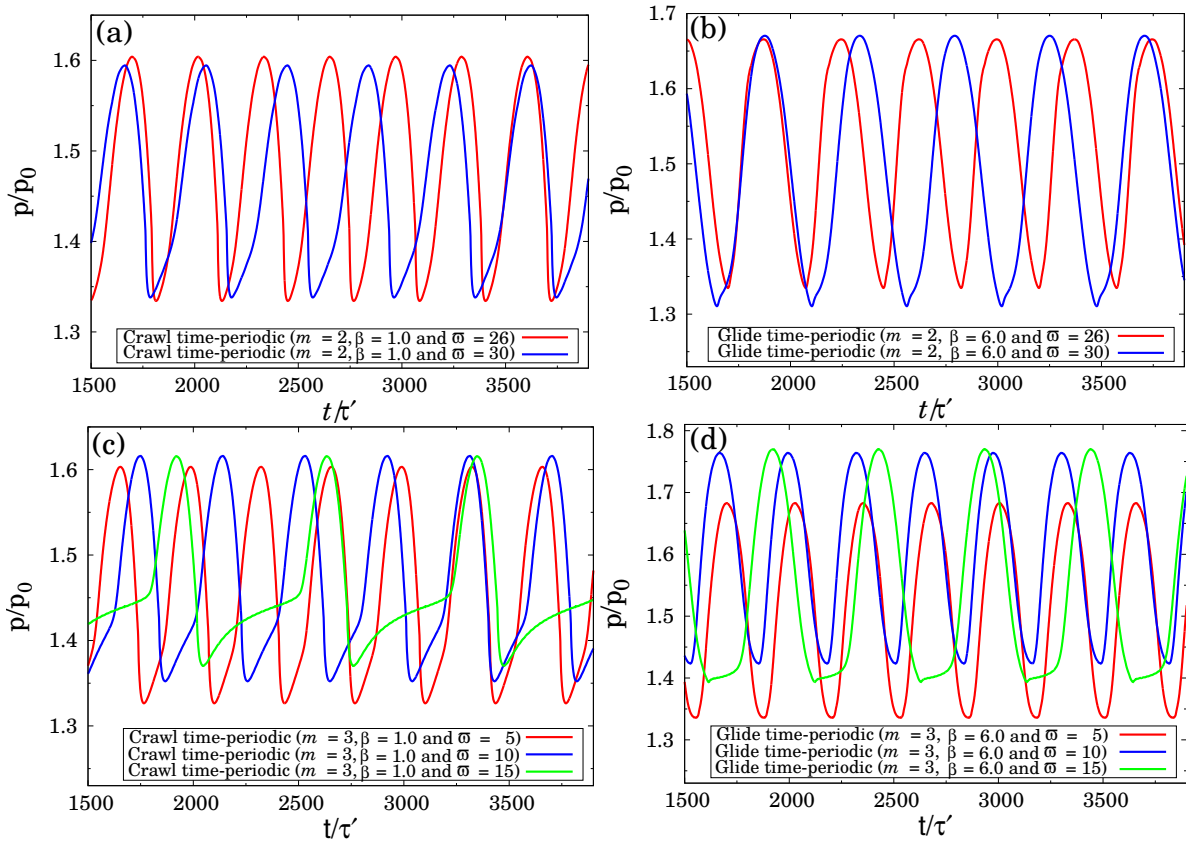 (a)
p/p0
1.6
1.5
1.4
1.3
Crawl time-periodic (m = 2, β = 1.0 and ϖ = 26)
Crawl time-periodic (m = 2, β = 1.0 and ϖ = 30)
1500 2000 2500 3000 3500
t/τ′
(b)
p/p0
1.7
1.6
1.5
1.4
1.3
Glide time-periodic (m = 2, β = 6.0 and ϖ = 26)
Glide time-periodic (m = 2, β = 6.0 and ϖ = 30)
1500 2000 2500 3000 3500
t/τ′
(c)
p/p0
1.6
1.5
1.4
1.3
Crawl time-periodic (m = 3, β = 1.0 and ϖ = 5)
Crawl time-periodic (m = 3, β = 1.0 and ϖ = 10)
Crawl time-periodic (m = 3, β = 1.0 and ϖ = 15)
1500 2000 2500 3000 3500
t/τ′
(d)
p/p0
1.8
1.7
1.6
1.5
1.4
1.3
Glide time-periodic (m = 3, β = 6.0 and ϖ = 5)
Glide time-periodic (m = 3, β = 6.0 and ϖ = 10)
Glide time-periodic (m = 3, β = 6.0 and ϖ = 15)
1500 2000 2500 3000 3500
t/τ′